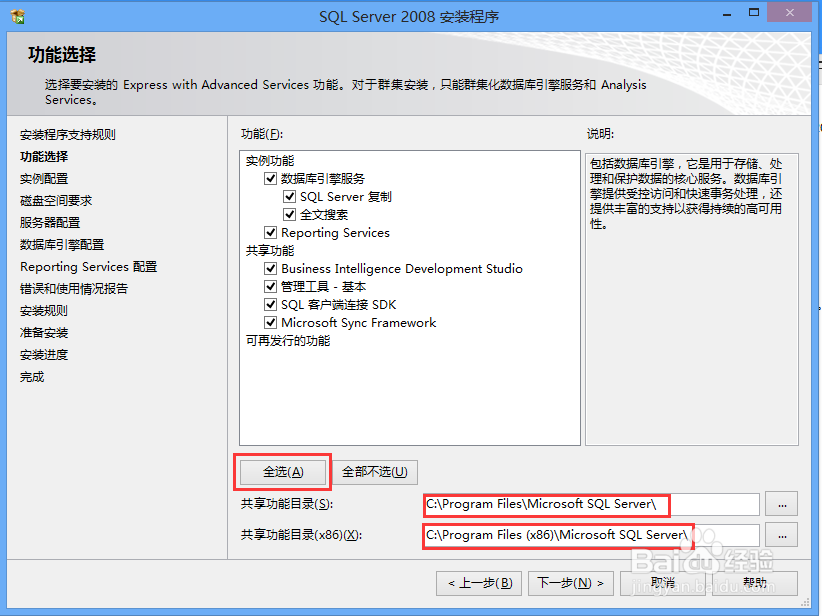 SQL Server 2008 安装程序
功能选择
选择要安装的 Express with Advanced Services 功能。对于群集安装，只能群集化数据库引擎服务和 Analysis
Services。
安装程序支持规则
功能选择
实例配置
磁盘空间要求
服务器配置
数据库引擎配置
Reporting Services 配置
错误和使用情况报告
安装规则
准备安装
安装进度
完成
功能(F):
实例功能
数据库引擎服务
SQL Server 复制
全文搜索
Reporting Services
共享功能
Business Intelligence Development Studio
管理工具 - 基本
SQL 客户端连接 SDK
Microsoft Sync Framework
可再发行的功能
说明:
包括数据库引擎，它是用于存储、处
理和保护数据的核心服务。数据库引
擎提供受控访问和快速事务处理，还
提供丰富的支持以获得持续的高可用
性。
全选(A)
全部不选(U)
共享功能目录(S):
C:\Program Files\Microsoft SQL Server\
...
共享功能目录(x86)(X):
C:\Program Files (x86)\Microsoft SQL Server\
...
< 上一步(B)
下一步(N) >
取消
帮助
Baidu 经验
jingyan.baidu.com